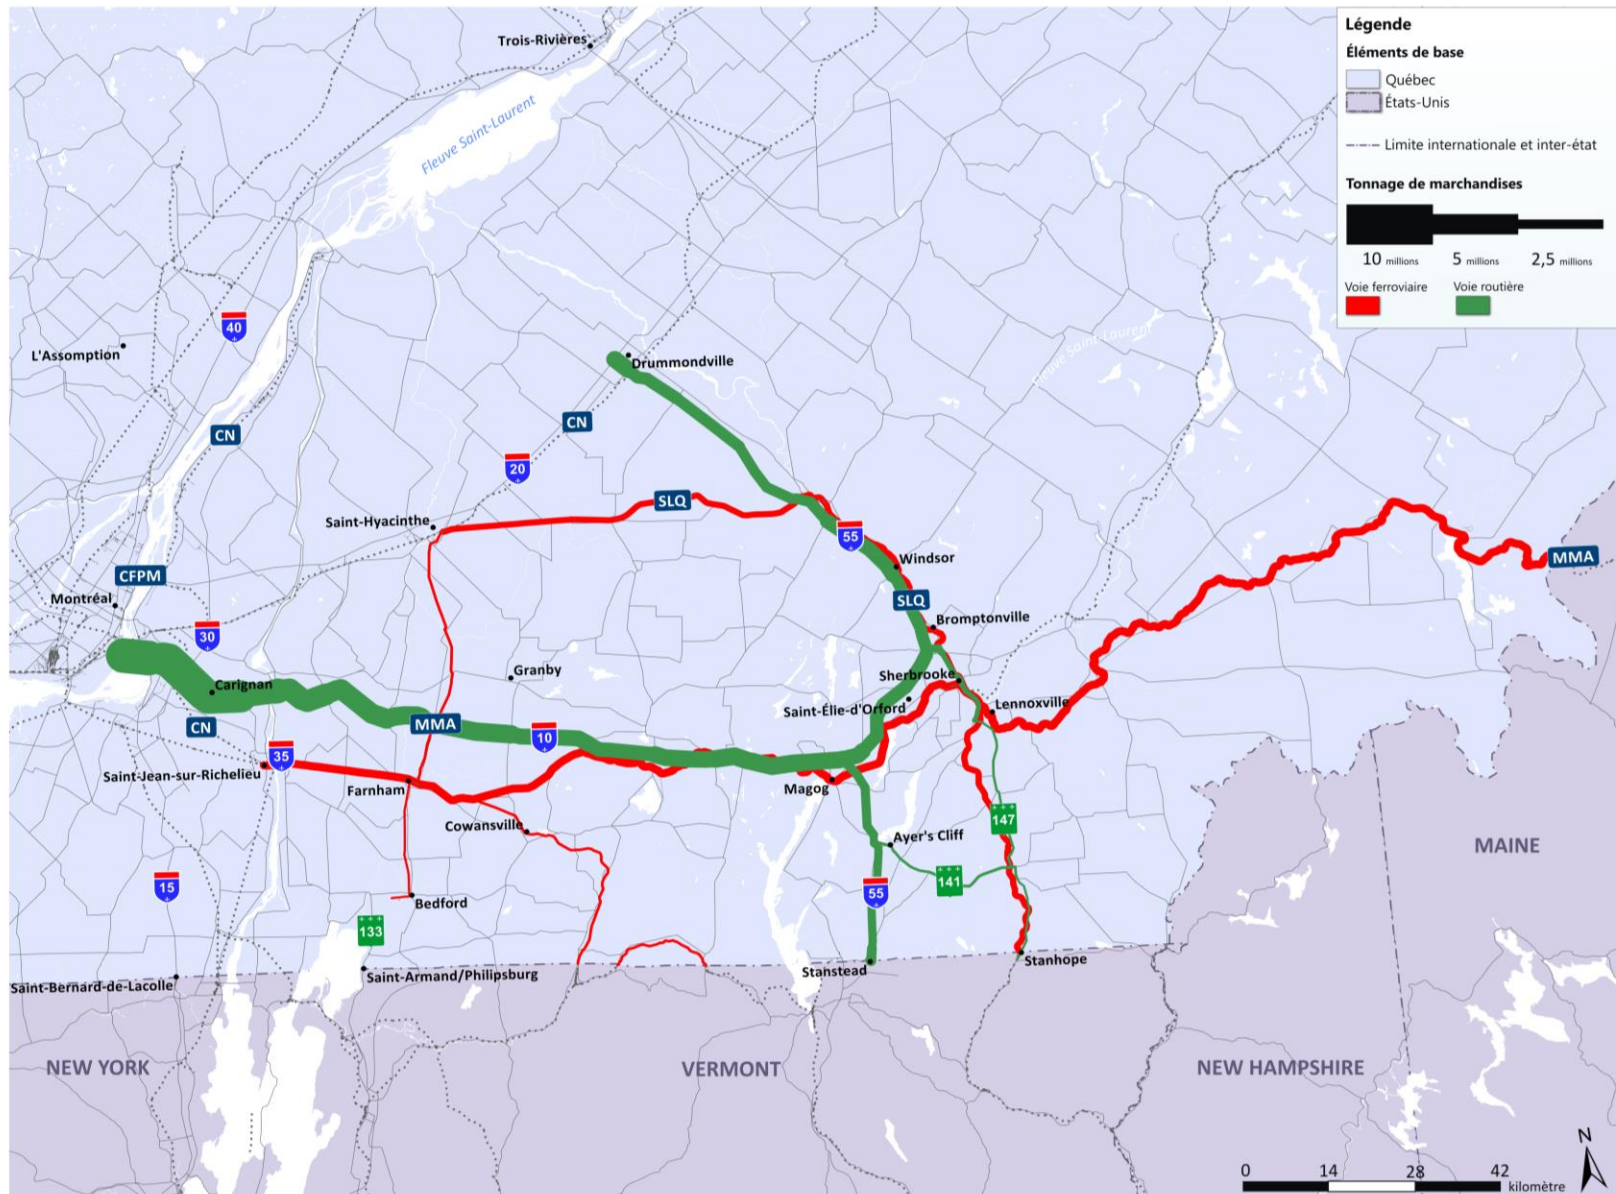 Légende
Éléments de base
Québec
États-Unis
Limite internationale et inter-état
Tonnage de marchandises
10 millions 5 millions 2,5 millions
Voie ferroviaire Voie routière
Trois-Rivières
Fleuve Saint-Laurent
40
L'Assomption
Drummondville
Fleuve Saint-Laurent
CN
CN
20
SLQ
Saint-Hyacinthe
55
Windsor
MMA
CFPM
Montréal
SLQ
Bromptonville
30
Granby
Sherbrooke
Carignan
Saint-Élie-d'Orford
Lennoxville
CN
MMA
10
35
Saint-Jean-sur-Richelieu
Farnham
Magog
Cowansville
147
Ayer's Cliff
MAINE
15
141
55
Bedford
133
Saint-Armand/Philipsburg
Stanstead
Stanhope
Saint-Bernard-de-Lacolle
NEW YORK
VERMONT
NEW HAMPSHIRE
N
0 14 28 42
kilomètre